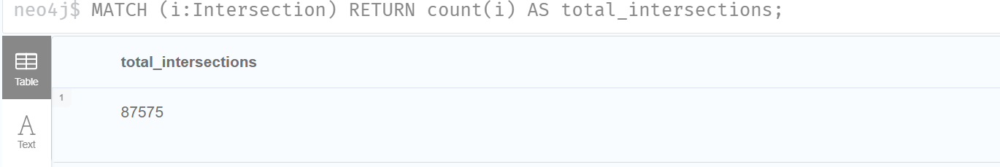 neo4j$ MATCH (i:Intersection) RETURN count(i) AS total_intersections;
Table
total_intersections
1
87575
A
Text